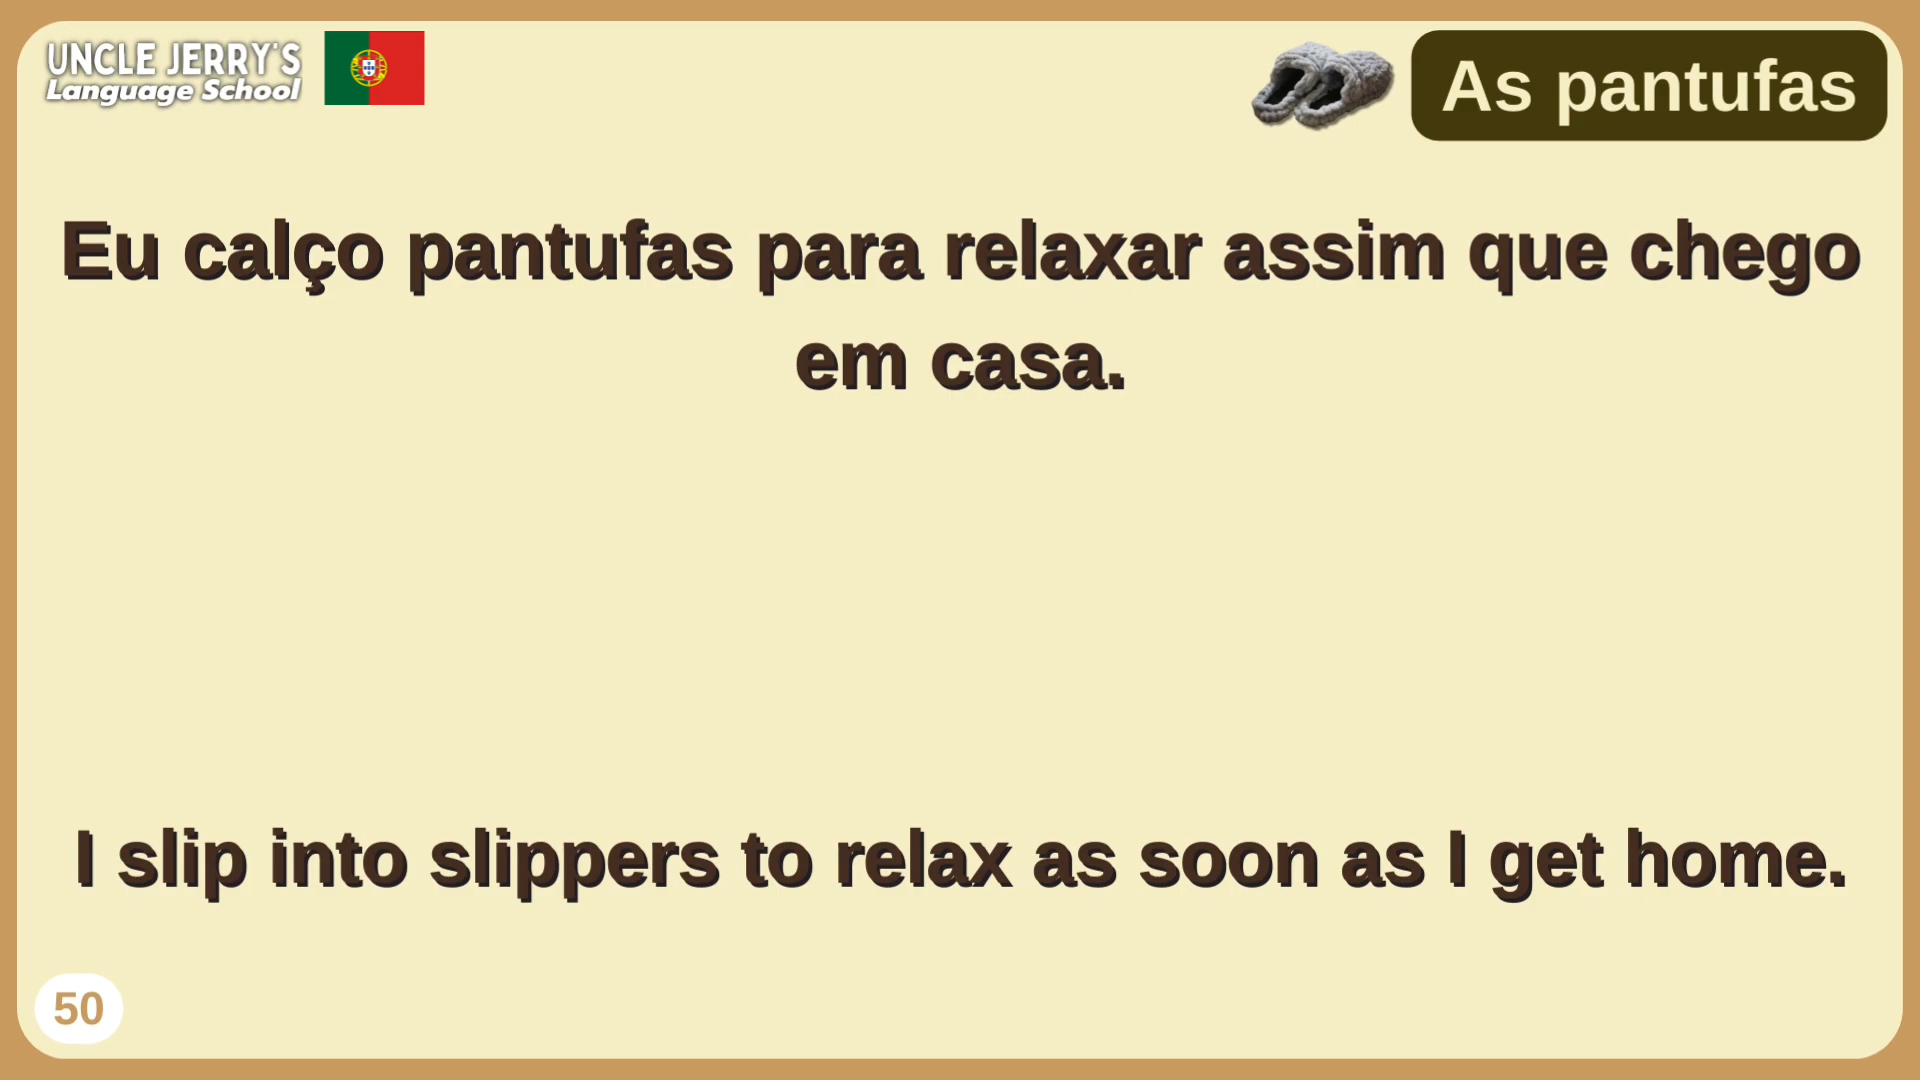 UNCLE JERRY'S
Language School
As pantufas
Eu calço pantufas para relaxar assim que chego
em casa.
I slip into slippers to relax as soon as I get home.
50